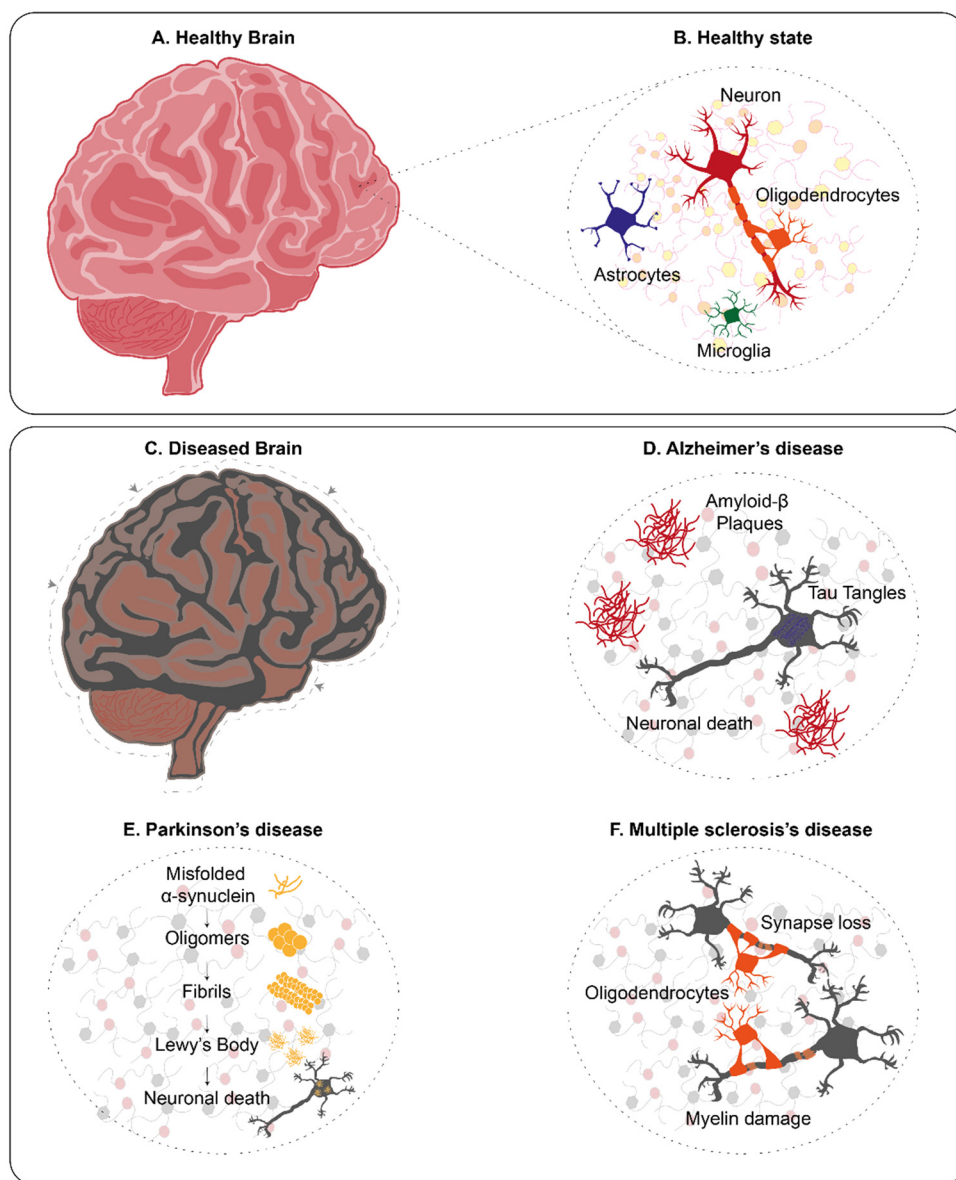 A. Healthy Brain
B. Healthy state
Neuron
Oligodendrocytes
Astrocytes
Microglia
C. Diseased Brain
D. Alzheimer's disease
Amyloid-β
Plaques
Tau Tangles
Neuronal death
E. Parkinson's disease
Misfolded
α-synuclein
Oligomers
Fibrils
Lewy's Body
Neuronal death
F. Multiple sclerosis's disease
Synapse loss
Oligodendrocytes
Myelin damage